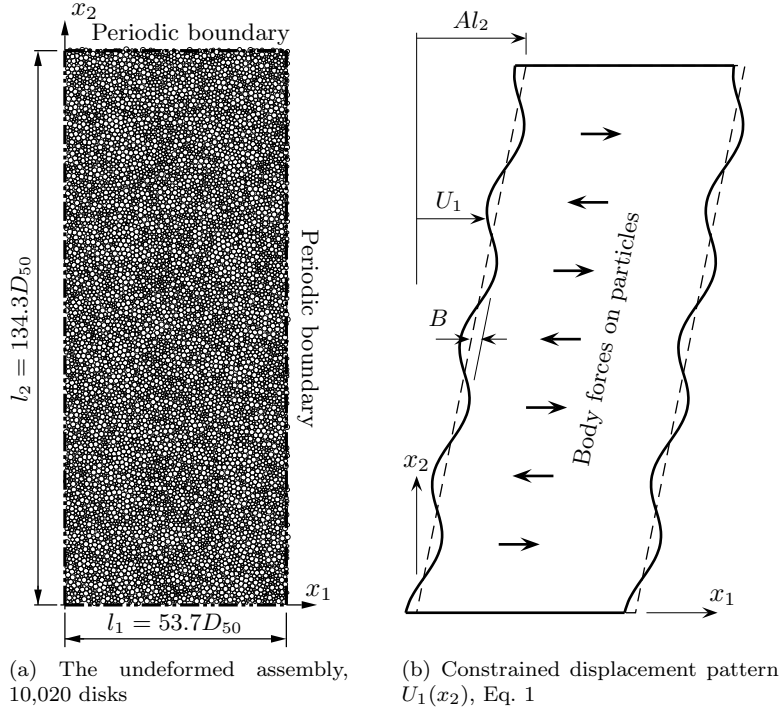 x₂
Periodic boundary
Periodic boundary
l₂ = 134.3D₅₀
x₁
l₁ = 53.7D₅₀
(a) The undeformed assembly,
10,020 disks
Al₂
U₁
B
Body forces on particles
x₂
x₁
(b) Constrained displacement pattern
U₁(x₂), Eq. 1